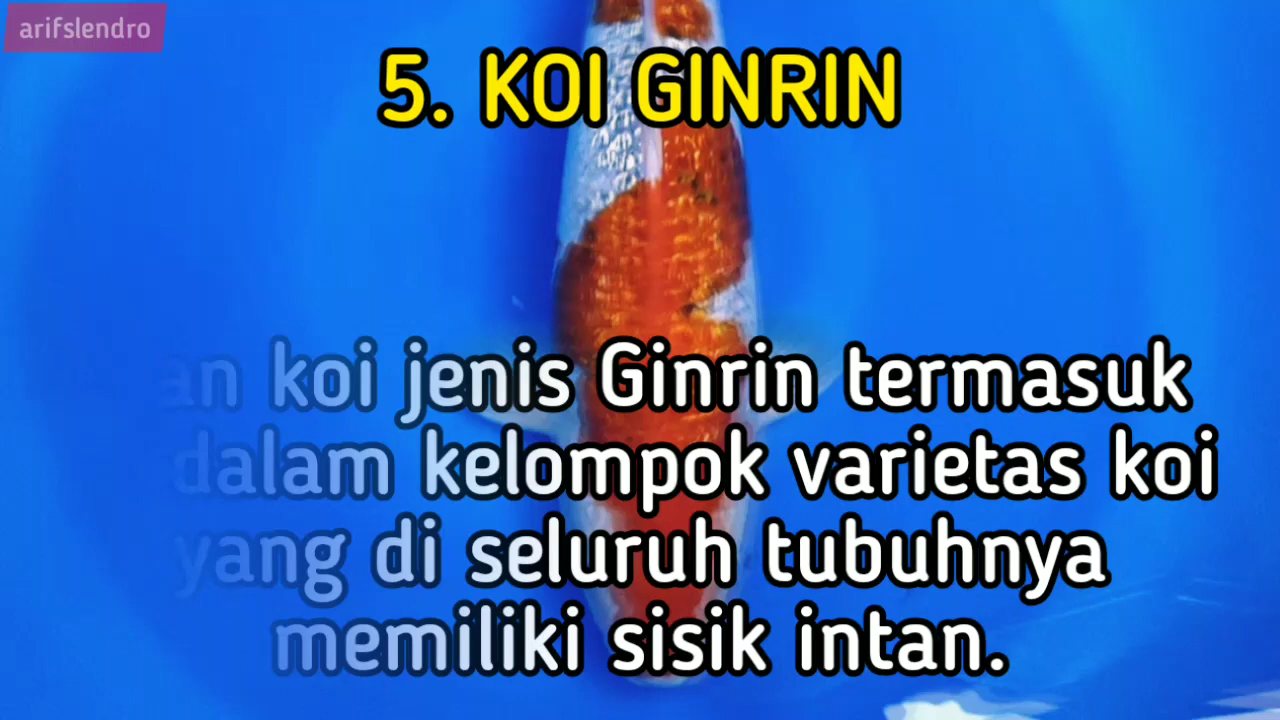 arifslendro
5. KOI GINRIN
an koi jenis Ginrin termasuk
dalam kelompok varietas koi
yang di seluruh tubuhnya
memiliki sisik intan.